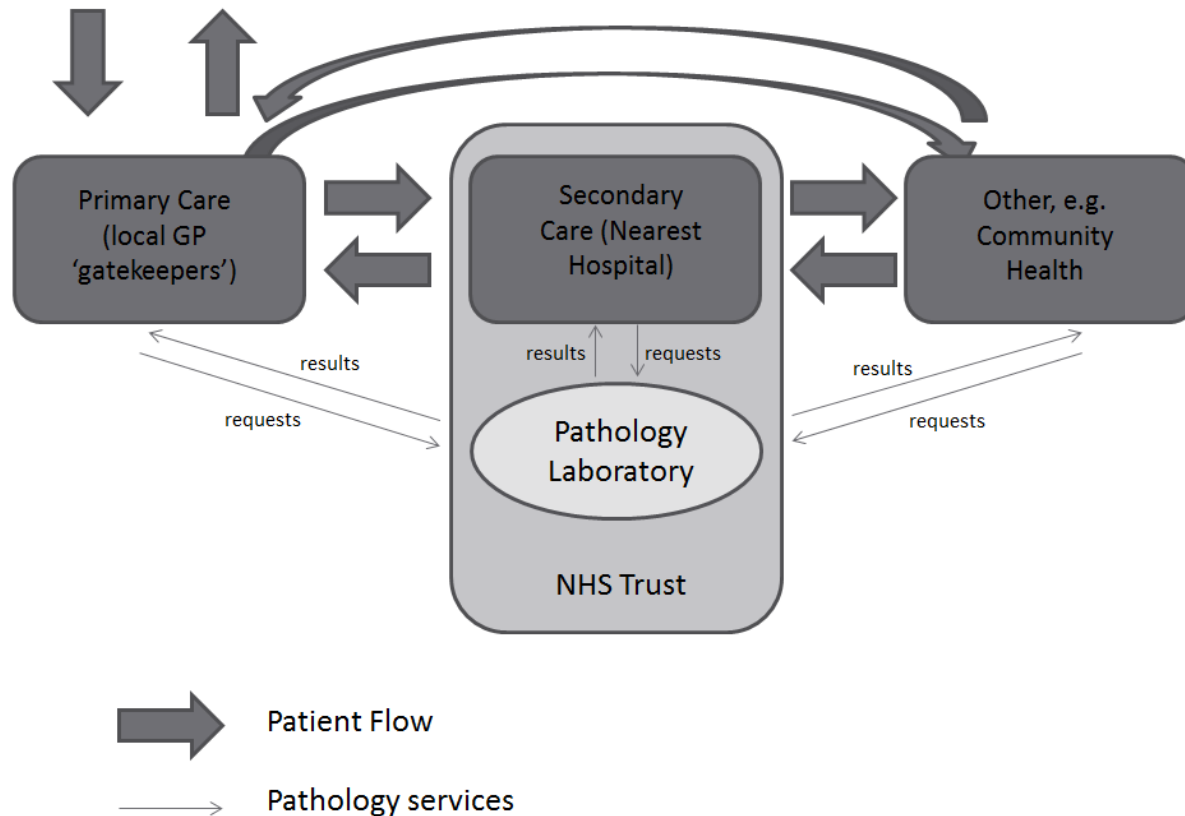 Primary Care
(local GP
‘gatekeepers’)
Secondary
Care (Nearest
Hospital)
Other, e.g.
Community
Health
results
requests
results
requests
results
requests
Pathology
Laboratory
NHS Trust
Patient Flow
Pathology services